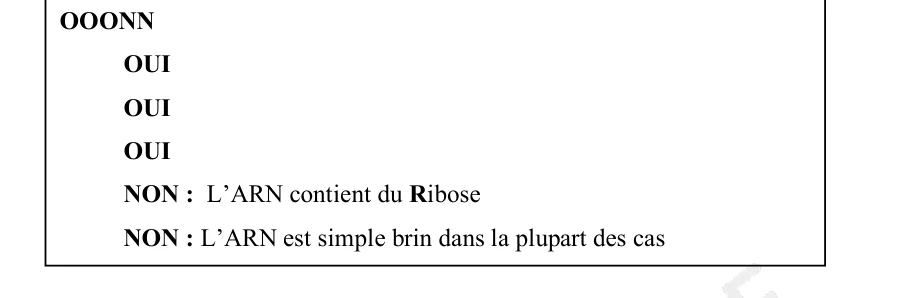 OOONN
OUI
OUI
OUI
NON : L’ARN contient du Ribose
NON : L’ARN est simple brin dans la plupart des cas